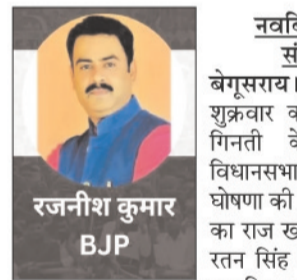 रजनीश कुमार
BJP
बेगूसराय।
शुक्रवार
गिनती
विधानसभा
घोषणा की
का राज
रतन सिंह